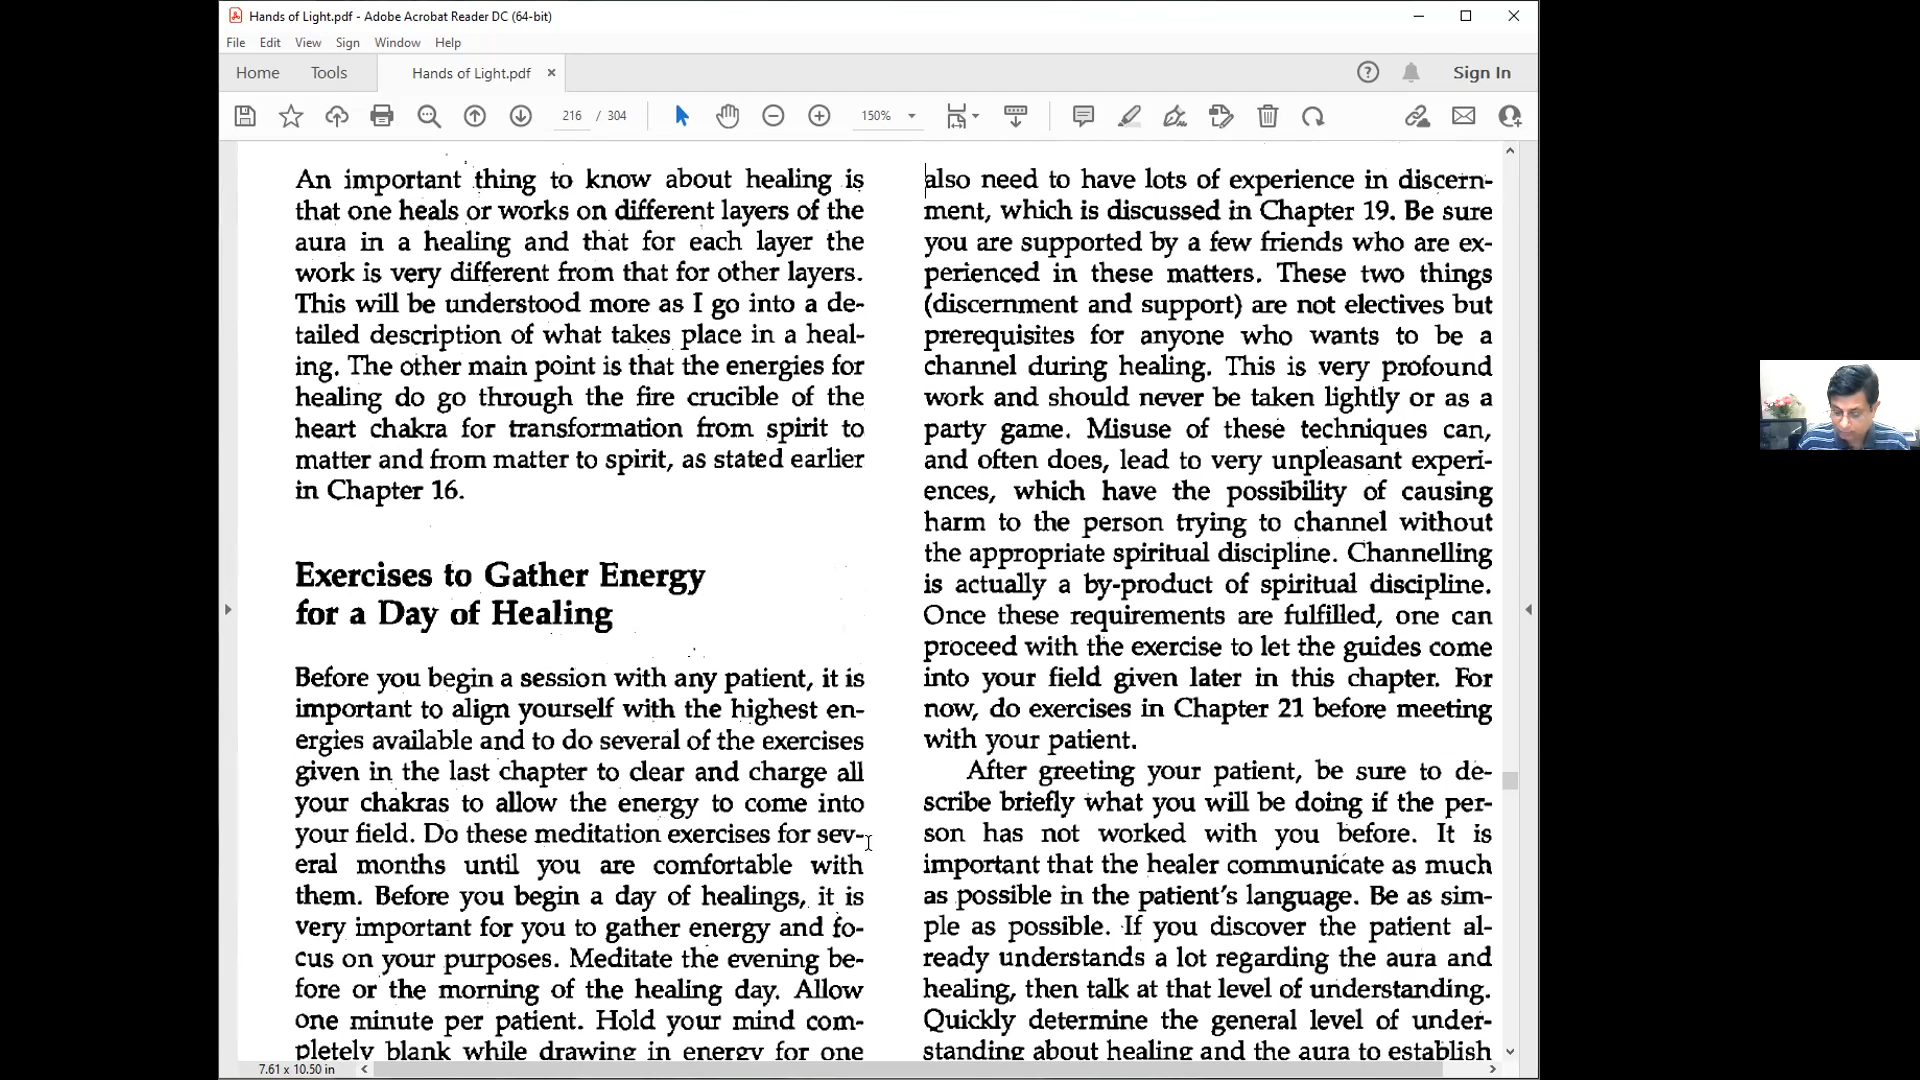 Hands of Light.pdf - Adobe Acrobat Reader DC (64-bit)
File Edit View Sign Window Help
Home Tools Hands of Light.pdf × Sign In
216 / 304 150%
An important thing to know about healing is
that one heals or works on different layers of the
aura in a healing and that for each layer the
work is very different from that for other layers.
This will be understood more as I go into a de-
tailed description of what takes place in a heal-
ing. The other main point is that the energies for
healing do go through the fire crucible of the
heart chakra for transformation from spirit to
matter and from matter to spirit, as stated earlier
in Chapter 16.
Exercises to Gather Energy
for a Day of Healing
Before you begin a session with any patient, it is
important to align yourself with the highest en-
ergies available and to do several of the exercises
given in the last chapter to clear and charge all
your chakras to allow the energy to come into
your field. Do these meditation exercises for sev-
eral months until you are comfortable with
them. Before you begin a day of healings, it is
very important for you to gather energy and fo-
cus on your purposes. Meditate the evening be-
fore or the morning of the healing day. Allow
one minute per patient. Hold your mind com-
pletely blank while drawing in energy for one
also need to have lots of experience in discern-
ment, which is discussed in Chapter 19. Be sure
you are supported by a few friends who are ex-
perienced in these matters. These two things
(discernment and support) are not electives but
prerequisites for anyone who wants to be a
channel during healing. This is very profound
work and should never be taken lightly or as a
party game. Misuse of these techniques can,
and often does, lead to very unpleasant experi-
ences, which have the possibility of causing
harm to the person trying to channel without
the appropriate spiritual discipline. Channelling
is actually a by-product of spiritual discipline.
Once these requirements are fulfilled, one can
proceed with the exercise to let the guides come
into your field given later in this chapter. For
now, do exercises in Chapter 21 before meeting
with your patient.
After greeting your patient, be sure to de-
scribe briefly what you will be doing if the per-
son has not worked with you before. It is
important that the healer communicate as much
as possible in the patient's language. Be as sim-
ple as possible. If you discover the patient al-
ready understands a lot regarding the aura and
healing, then talk at that level of understanding.
Quickly determine the general level of under-
standing about healing and the aura to establish
7.61 x 10.50 in